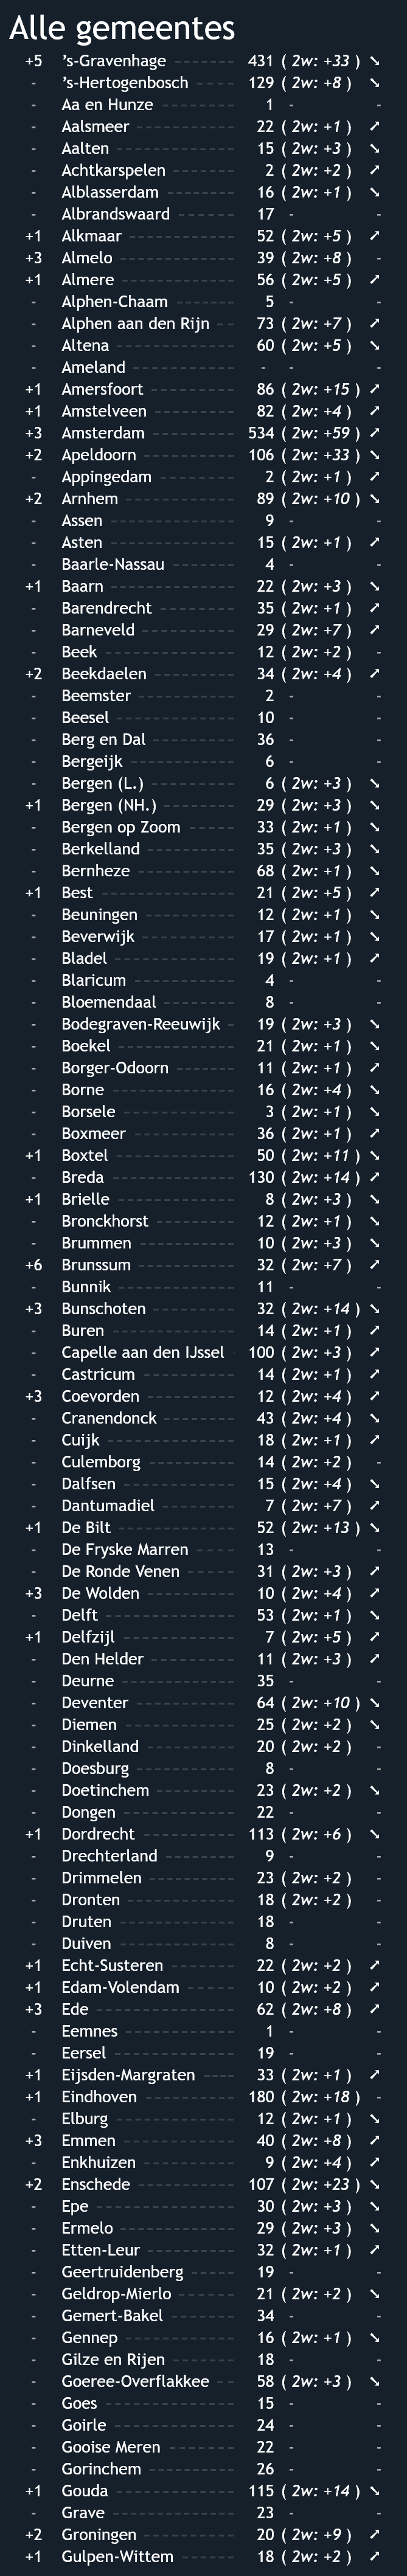 Alle gemeentes
+5 's-Gravenhage 431 ( 2w: +33 ) ➘
- 's-Hertogenbosch 129 ( 2w: +8 ) ➘
- Aa en Hunze 1 - -
- Aalsmeer 22 ( 2w: +1 ) ➚
- Aalten 15 ( 2w: +3 ) ➘
- Achtkarspelen 2 ( 2w: +2 ) ➚
- Alblasserdam 16 ( 2w: +1 ) ➘
- Albrandswaard 17 - -
+1 Alkmaar 52 ( 2w: +5 ) ➚
+3 Almelo 39 ( 2w: +8 ) -
+1 Almere 56 ( 2w: +5 ) ➚
- Alphen-Chaam 5 - -
- Alphen aan den Rijn 73 ( 2w: +7 ) ➚
- Altena 60 ( 2w: +5 ) ➘
- Ameland - - -
+1 Amersfoort 86 ( 2w: +15 ) ➚
+1 Amstelveen 82 ( 2w: +4 ) ➚
+3 Amsterdam 534 ( 2w: +59 ) ➚
+2 Apeldoorn 106 ( 2w: +33 ) ➘
- Appingedam 2 ( 2w: +1 ) ➚
+2 Arnhem 89 ( 2w: +10 ) ➘
- Assen 9 - -
- Asten 15 ( 2w: +1 ) ➚
- Baarle-Nassau 4 - -
+1 Baarn 22 ( 2w: +3 ) ➘
- Barendrecht 35 ( 2w: +1 ) ➚
- Barneveld 29 ( 2w: +7 ) ➚
- Beek 12 ( 2w: +2 ) -
+2 Beekdaelen 34 ( 2w: +4 ) ➚
- Beemster 2 - -
- Beesel 10 - -
- Berg en Dal 36 - -
- Bergeijk 6 - -
- Bergen (L.) 6 ( 2w: +3 ) ➘
+1 Bergen (NH.) 29 ( 2w: +3 ) ➘
- Bergen op Zoom 33 ( 2w: +1 ) ➘
- Berkelland 35 ( 2w: +3 ) ➘
- Bernheze 68 ( 2w: +1 ) ➘
+1 Best 21 ( 2w: +5 ) ➚
- Beuningen 12 ( 2w: +1 ) ➘
- Beverwijk 17 ( 2w: +1 ) ➘
- Bladel 19 ( 2w: +1 ) ➚
- Blaricum 4 - -
- Bloemendaal 8 - -
- Bodegraven-Reeuwijk 19 ( 2w: +3 ) ➘
- Boekel 21 ( 2w: +1 ) ➘
- Borger-Odoorn 11 ( 2w: +1 ) ➚
- Borne 16 ( 2w: +4 ) ➘
- Borsele 3 ( 2w: +1 ) ➘
- Boxmeer 36 ( 2w: +1 ) ➚
+1 Boxtel 50 ( 2w: +11 ) ➘
- Breda 130 ( 2w: +14 ) ➚
+1 Brielle 8 ( 2w: +3 ) ➘
- Bronckhorst 12 ( 2w: +1 ) ➘
- Brummen 10 ( 2w: +3 ) ➘
+6 Brunssum 32 ( 2w: +7 ) ➚
- Bunnik 11 - -
+3 Bunschoten 32 ( 2w: +14 ) ➘
- Buren 14 ( 2w: +1 ) ➚
- Capelle aan den IJssel 100 ( 2w: +3 ) ➚
- Castricum 14 ( 2w: +1 ) ➚
+3 Coevorden 12 ( 2w: +4 ) ➚
- Cranendonck 43 ( 2w: +4 ) ➘
- Cuijk 18 ( 2w: +1 ) ➚
- Culemborg 14 ( 2w: +2 ) -
- Dalfsen 15 ( 2w: +4 ) ➘
- Dantumadiel 7 ( 2w: +7 ) ➚
+1 De Bilt 52 ( 2w: +13 ) ➘
- De Fryske Marren 13 - -
- De Ronde Venen 31 ( 2w: +3 ) ➚
+3 De Wolden 10 ( 2w: +4 ) ➚
- Delft 53 ( 2w: +1 ) ➘
+1 Delfzijl 7 ( 2w: +5 ) ➚
- Den Helder 11 ( 2w: +3 ) ➚
- Deurne 35 - -
- Deventer 64 ( 2w: +10 ) ➘
- Diemen 25 ( 2w: +2 ) ➘
- Dinkelland 20 ( 2w: +2 ) -
- Doesburg 8 - -
- Doetinchem 23 ( 2w: +2 ) ➘
- Dongen 22 - -
+1 Dordrecht 113 ( 2w: +6 ) ➘
- Drechterland 9 - -
- Drimmelen 23 ( 2w: +2 ) -
- Dronten 18 ( 2w: +2 ) -
- Druten 18 - -
- Duiven 8 - -
+1 Echt-Susteren 22 ( 2w: +2 ) ➚
+1 Edam-Volendam 10 ( 2w: +2 ) ➚
+3 Ede 62 ( 2w: +8 ) ➚
- Eemnes 1 - -
- Eersel 19 - -
+1 Eijsden-Margraten 33 ( 2w: +1 ) ➚
+1 Eindhoven 180 ( 2w: +18 ) -
- Elburg 12 ( 2w: +1 ) ➘
+3 Emmen 40 ( 2w: +8 ) ➚
- Enkhuizen 9 ( 2w: +4 ) ➚
+2 Enschede 107 ( 2w: +23 ) ➘
- Epe 30 ( 2w: +3 ) ➘
- Ermelo 29 ( 2w: +3 ) ➘
- Etten-Leur 32 ( 2w: +1 ) ➚
- Geertruidenberg 19 - -
- Geldrop-Mierlo 21 ( 2w: +2 ) ➘
- Gemert-Bakel 34 - -
- Gennep 16 ( 2w: +1 ) ➘
- Gilze en Rijen 18 - -
- Goeree-Overflakkee 58 ( 2w: +3 ) ➘
- Goes 15 - -
- Goirle 24 - -
- Gooise Meren 22 - -
- Gorinchem 26 - -
+1 Gouda 115 ( 2w: +14 ) ➘
- Grave 23 - -
+2 Groningen 20 ( 2w: +9 ) ➚
+1 Gulpen-Wittem 18 ( 2w: +2 ) ➚